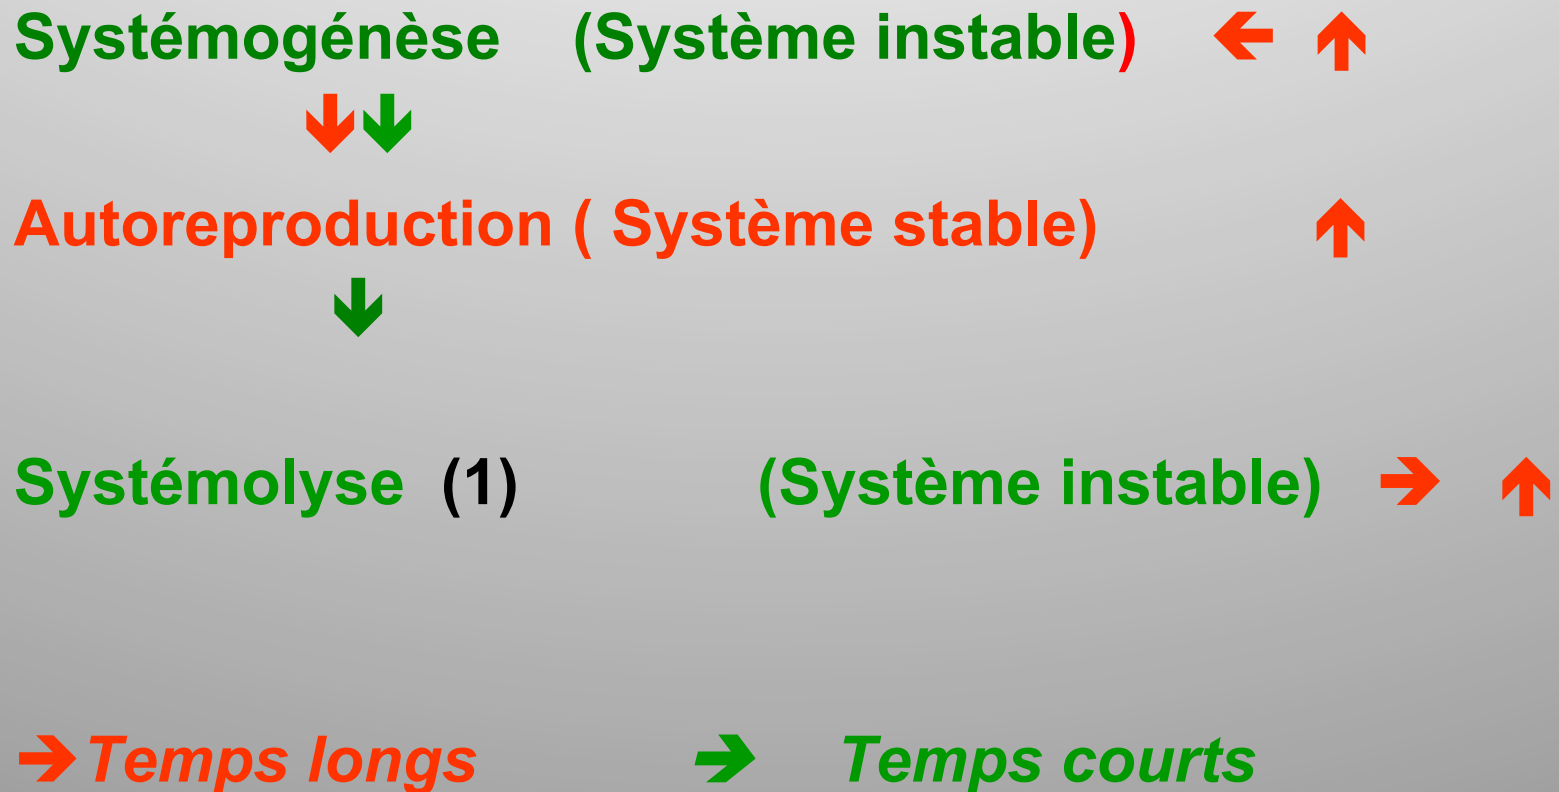 Systémogénèse (Système instable) 🡸 🡹
🡻🡻
Autoreproduction ( Système stable) 🡹
🡻
Systémolyse (1) (Système instable) 🡺 🡹
🡺Temps longs 🡺 Temps courts